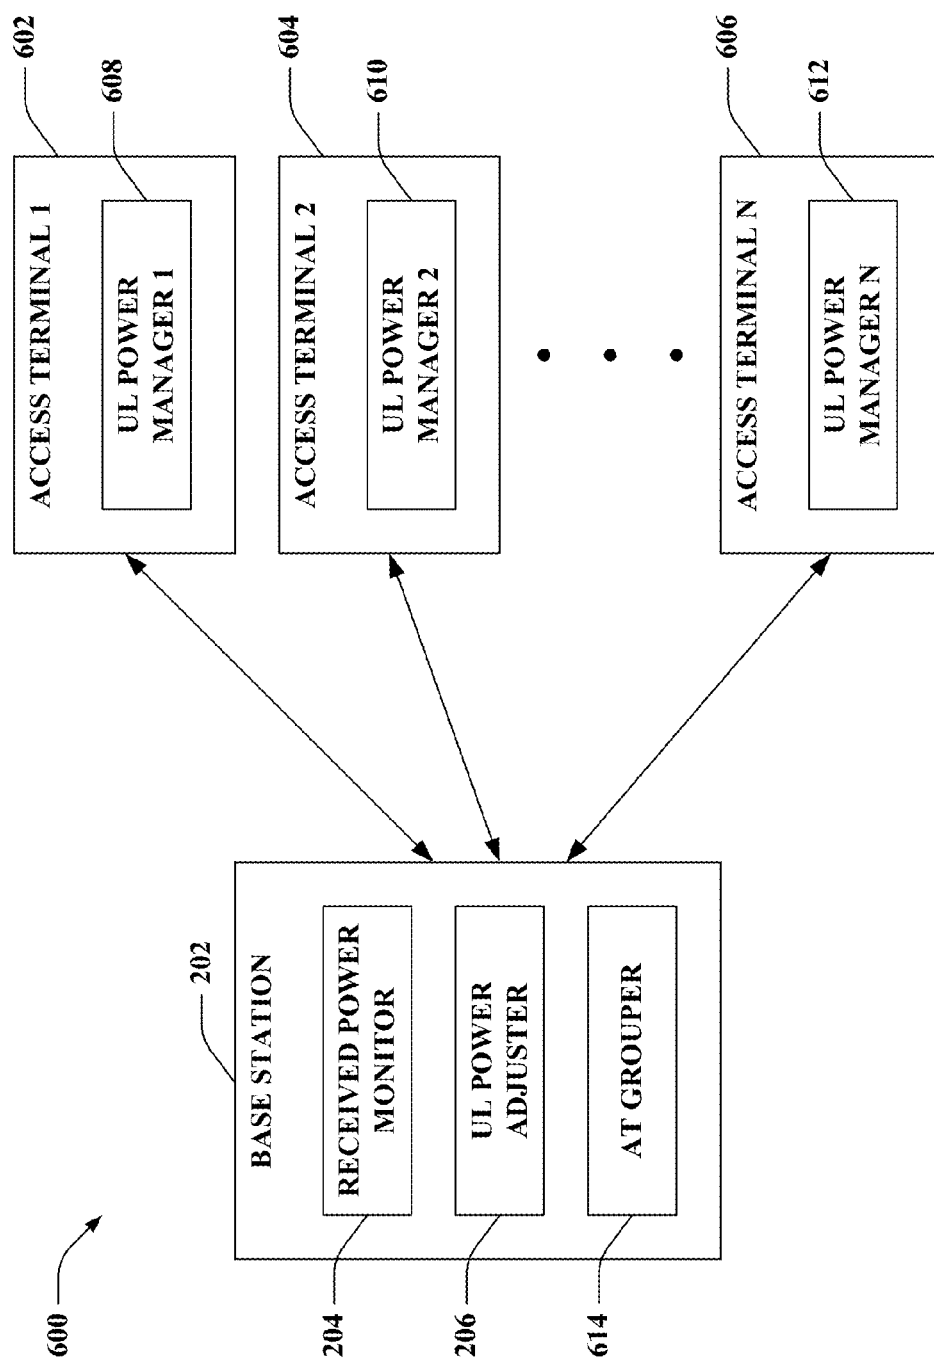 600
202
BASE STATION
204
RECEIVED POWER
MONITOR
206
UL POWER
ADJUSTER
614
AT GROUPER
602
ACCESS TERMINAL 1
608
UL POWER
MANAGER 1
604
ACCESS TERMINAL 2
610
UL POWER
MANAGER 2
606
ACCESS TERMINAL N
612
UL POWER
MANAGER N